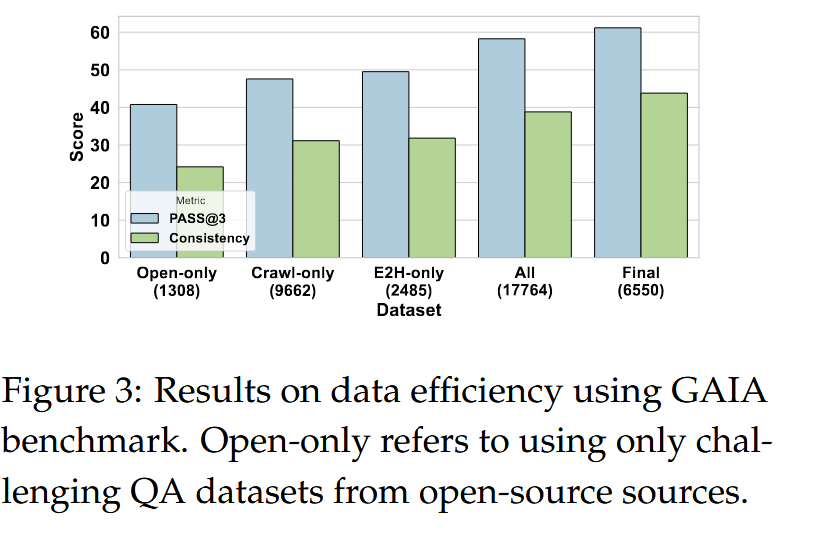 60
50
40
30
20
10
0
Score
Metric
PASS@3
Consistency
Open-only Crawl-only E2H-only All Final
(1308) (9662) (2485) (17764) (6550)
Dataset
Figure 3: Results on data efficiency using GAIA
benchmark. Open-only refers to using only chal-
lenging QA datasets from open-source sources.